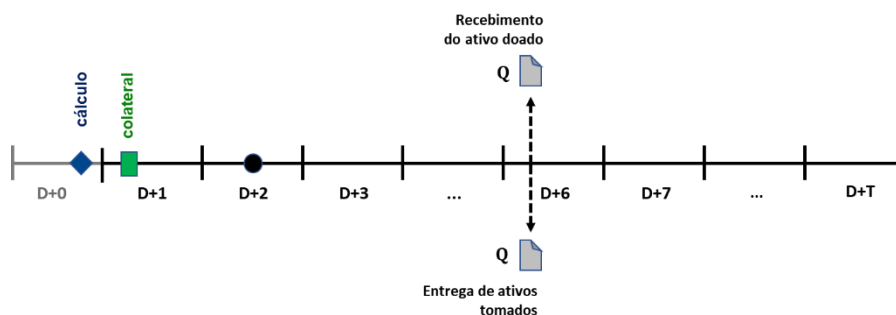 Recebimento
do ativo doado
Q
cálculo
colateral
D+0
D+1
D+2
D+3
...
D+6
D+7
...
D+T
Q
Entrega de ativos
tomados